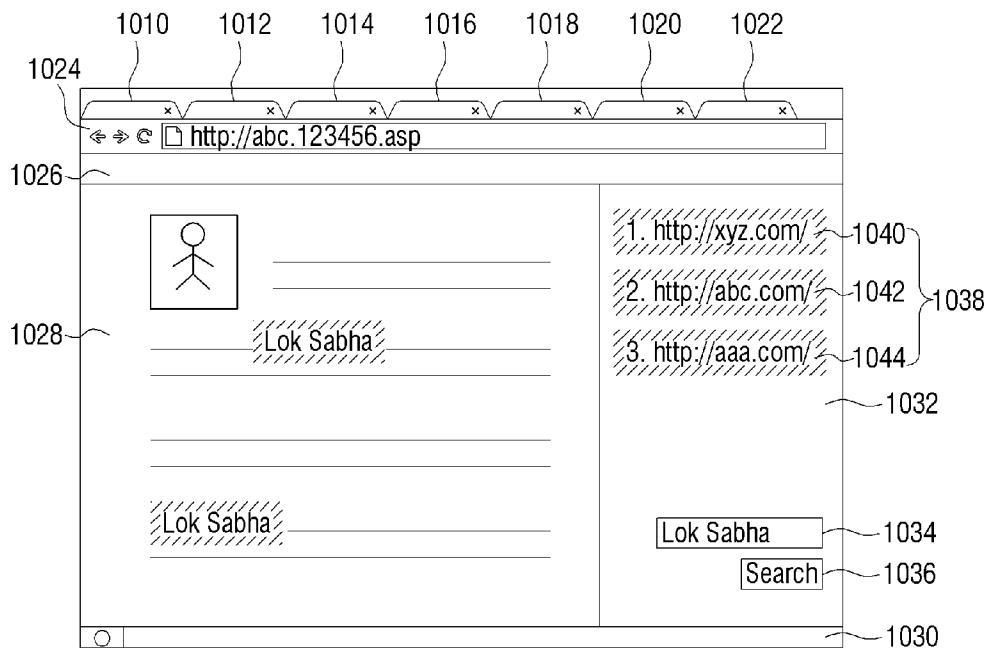 1010 1012 1014 1016 1018 1020 1022
1024
x x x x x x x
http://abc.123456.asp
1026
1. http://xyz.com/ 1040
2. http://abc.com/ 1042
1038
1028
Lok Sabha
3. http://aaa.com/ 1044
1032
Lok Sabha
Lok Sabha 1034
Search 1036
1030